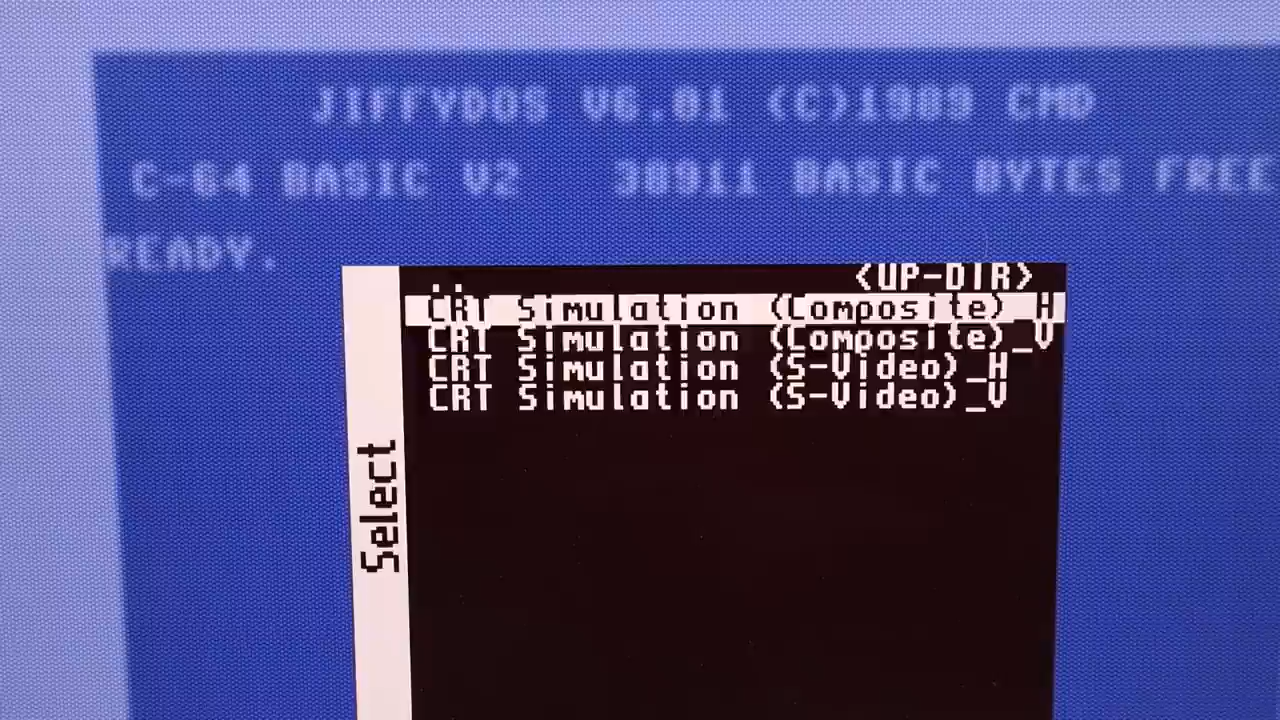 JIFFYDOS V6.01 (C)1989 CMD
C-64 BASIC V2 38911 BASIC BYTES FREE
READY.
.. <UP-DIR>
CRT Simulation (Composite)_H
CRT Simulation (Composite)_V
CRT Simulation (S-Video)_H
CRT Simulation (S-Video)_V
Select